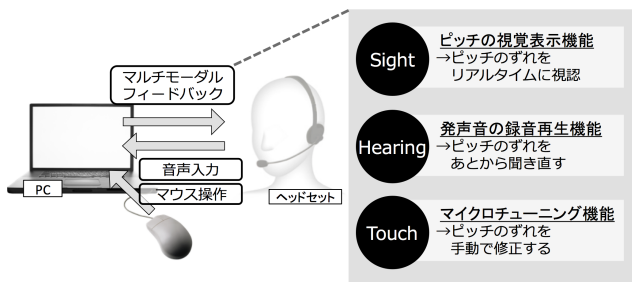 マルチモーダル
フィードバック
音声入力
マウス操作
PC
ヘッドセット
Sight
ピッチの視覚表示機能
→ピッチのずれを
リアルタイムに視認
Hearing
発声音の録音再生機能
→ピッチのずれを
あとから聞き直す
Touch
マイクロチューニング機能
→ピッチのずれを
手動で修正する